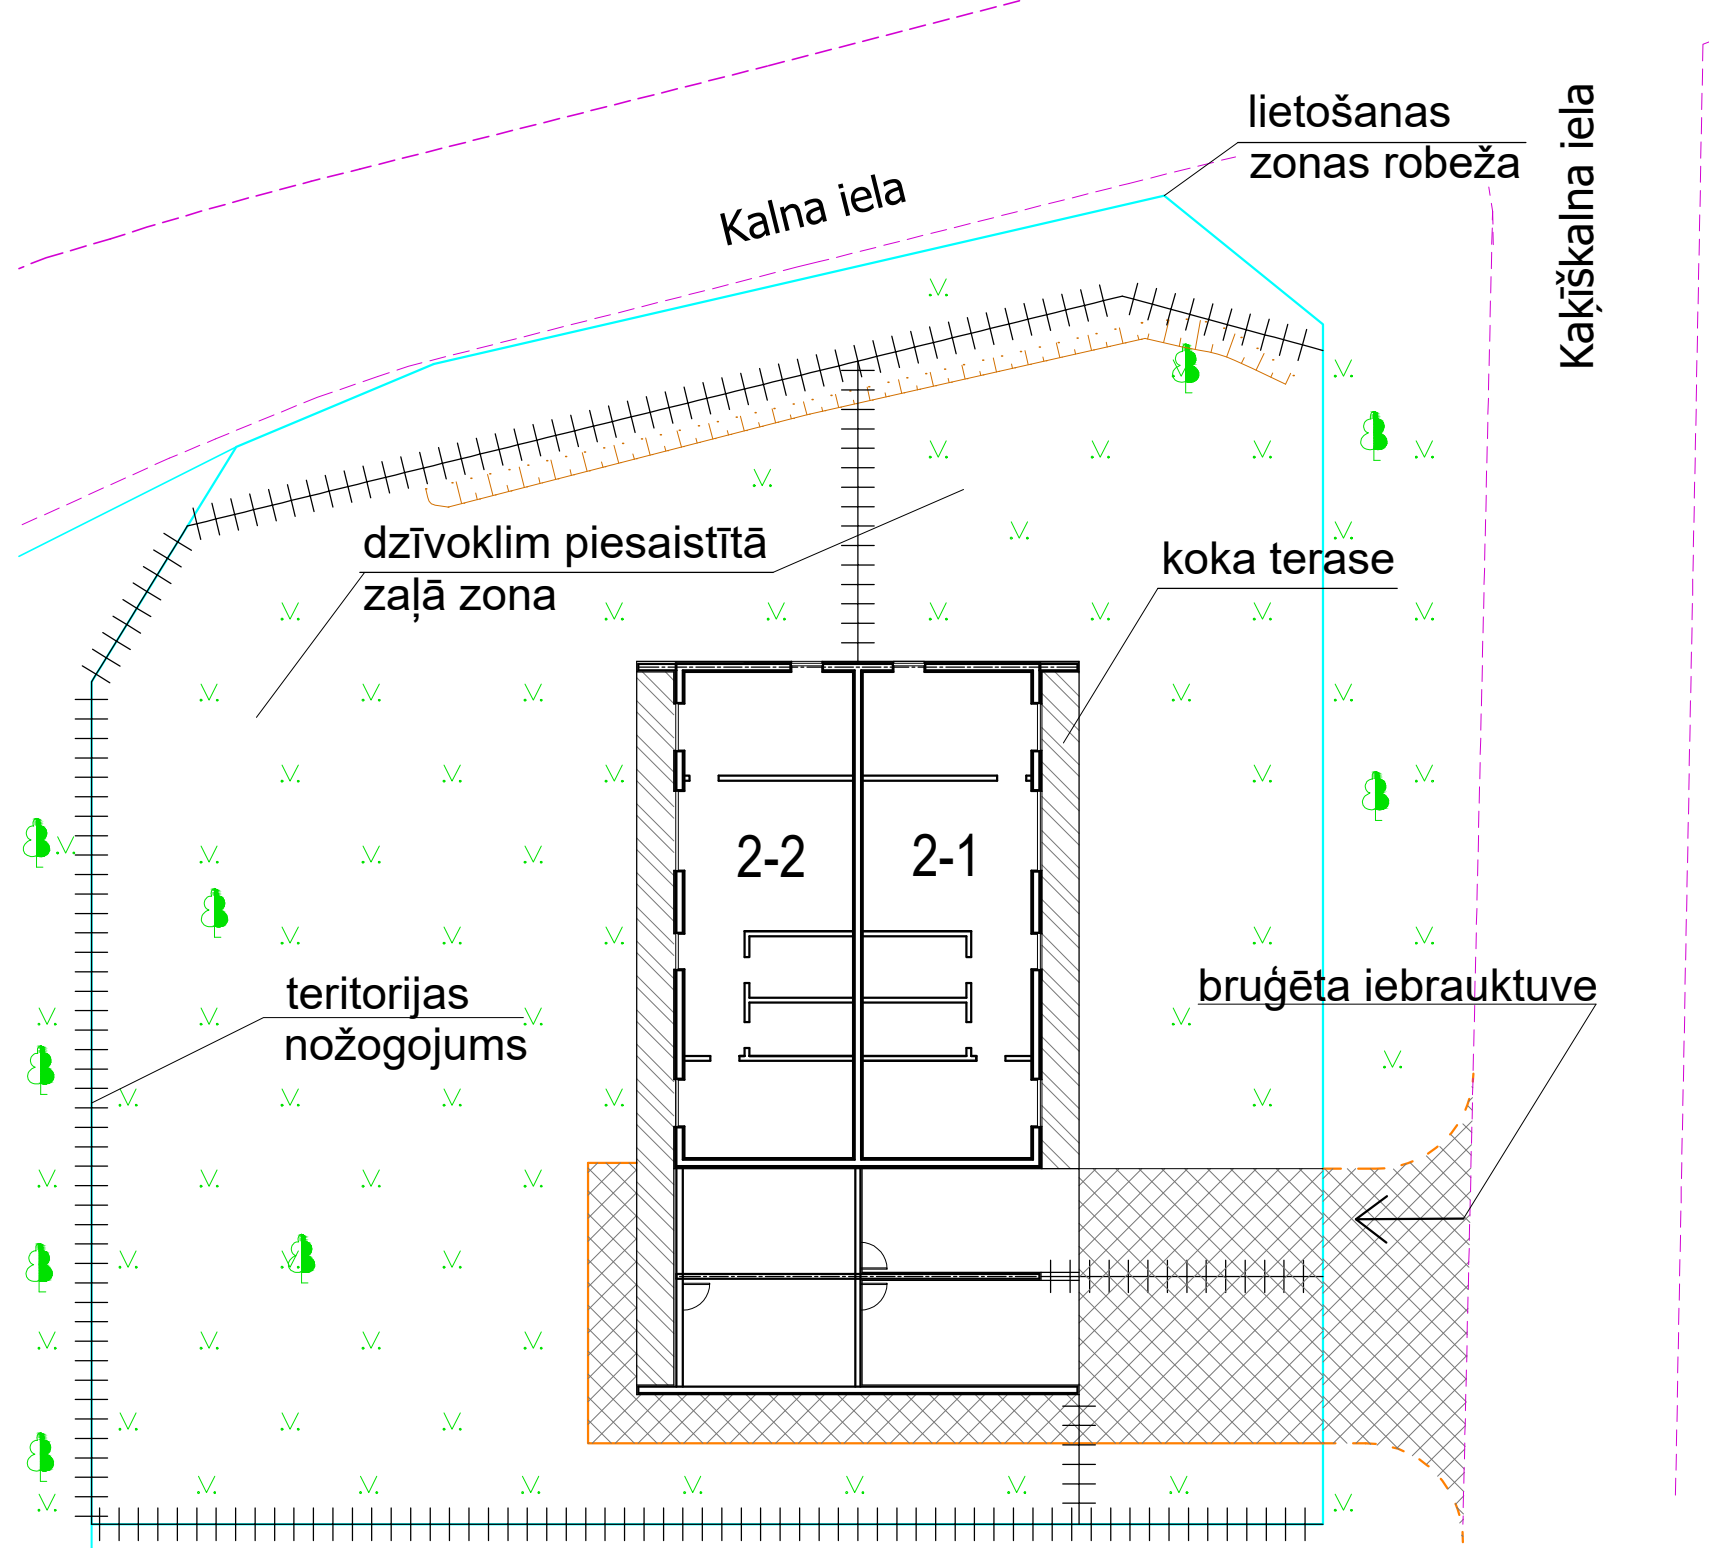 lietošanas
zonas robeža
Kaķīškalna iela
Kalna iela
dzīvoklim piesaistītā
zaļā zona
koka terase
2-2
2-1
teritorijas
nožogojums
bruģēta iebrauktuve